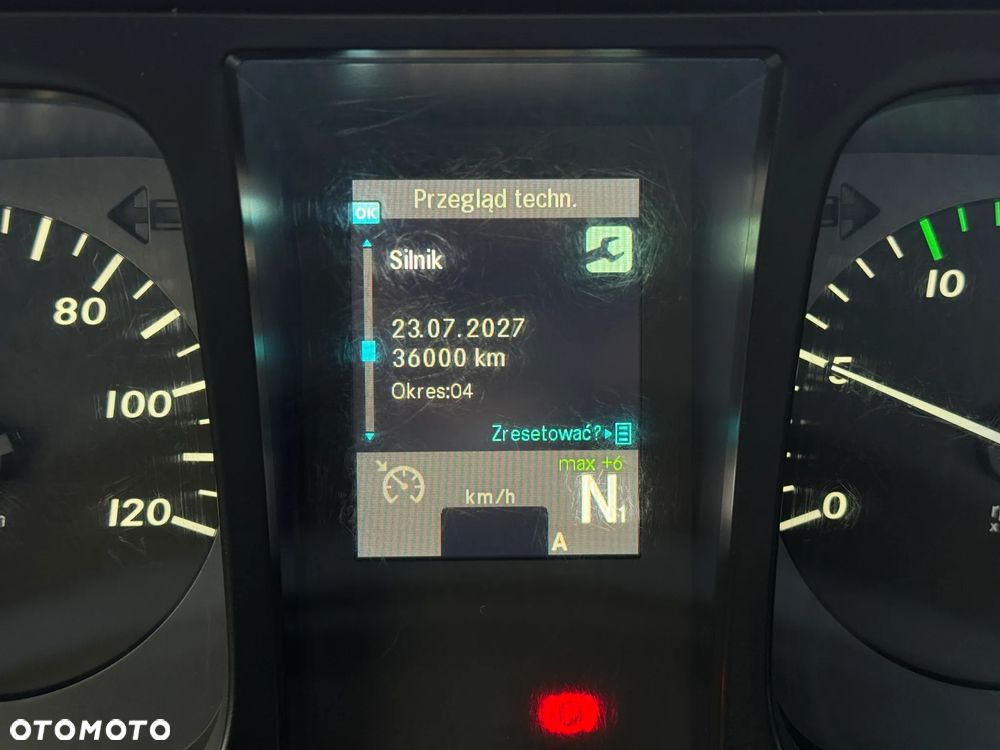 Przegląd techn.
OK
Silnik
23.07.2027
36000 km
Okres:04
Zresetować?
max +6
km/h
N1
A
80
100
120
10
5
0
OTOMOTO